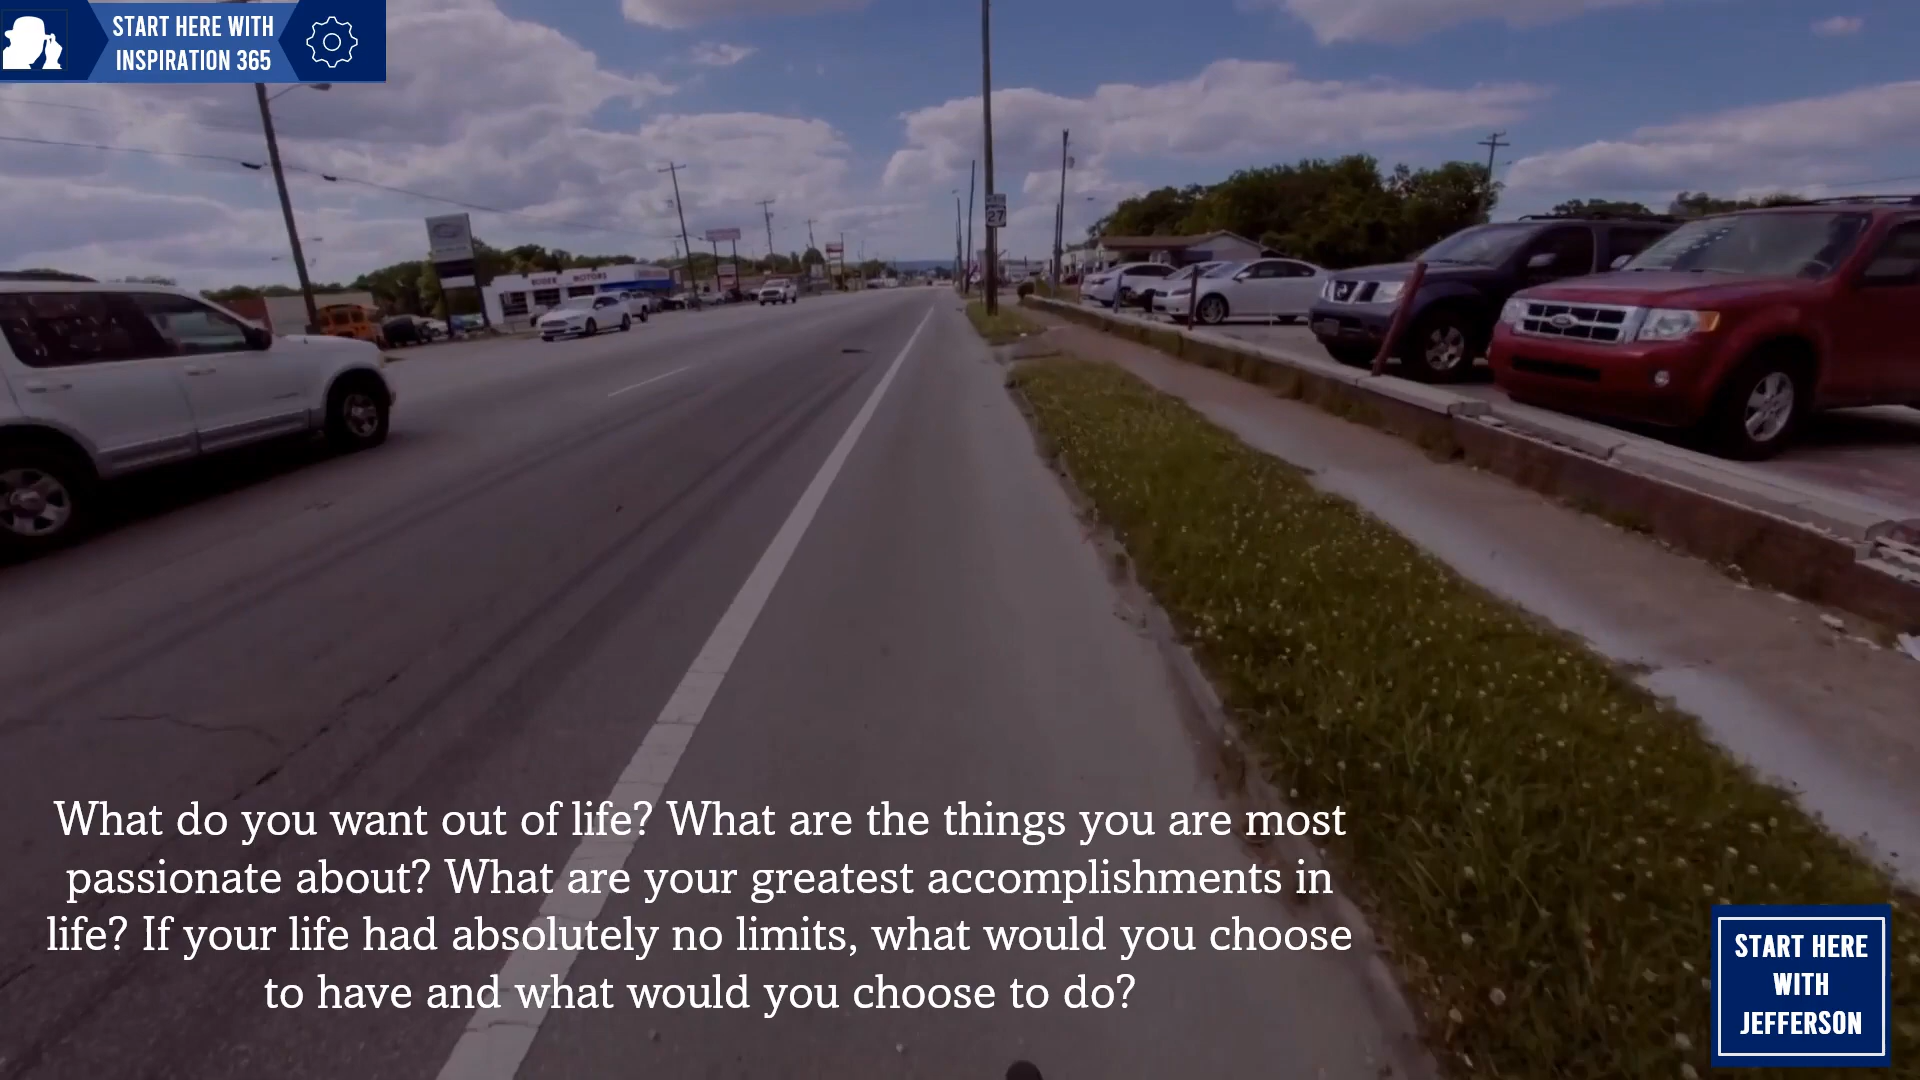 START HERE WITH
INSPIRATION 365
27
MOTORS
What do you want out of life? What are the things you are most
passionate about? What are your greatest accomplishments in
life? If your life had absolutely no limits, what would you choose
to have and what would you choose to do?
START HERE
WITH
JEFFERSON